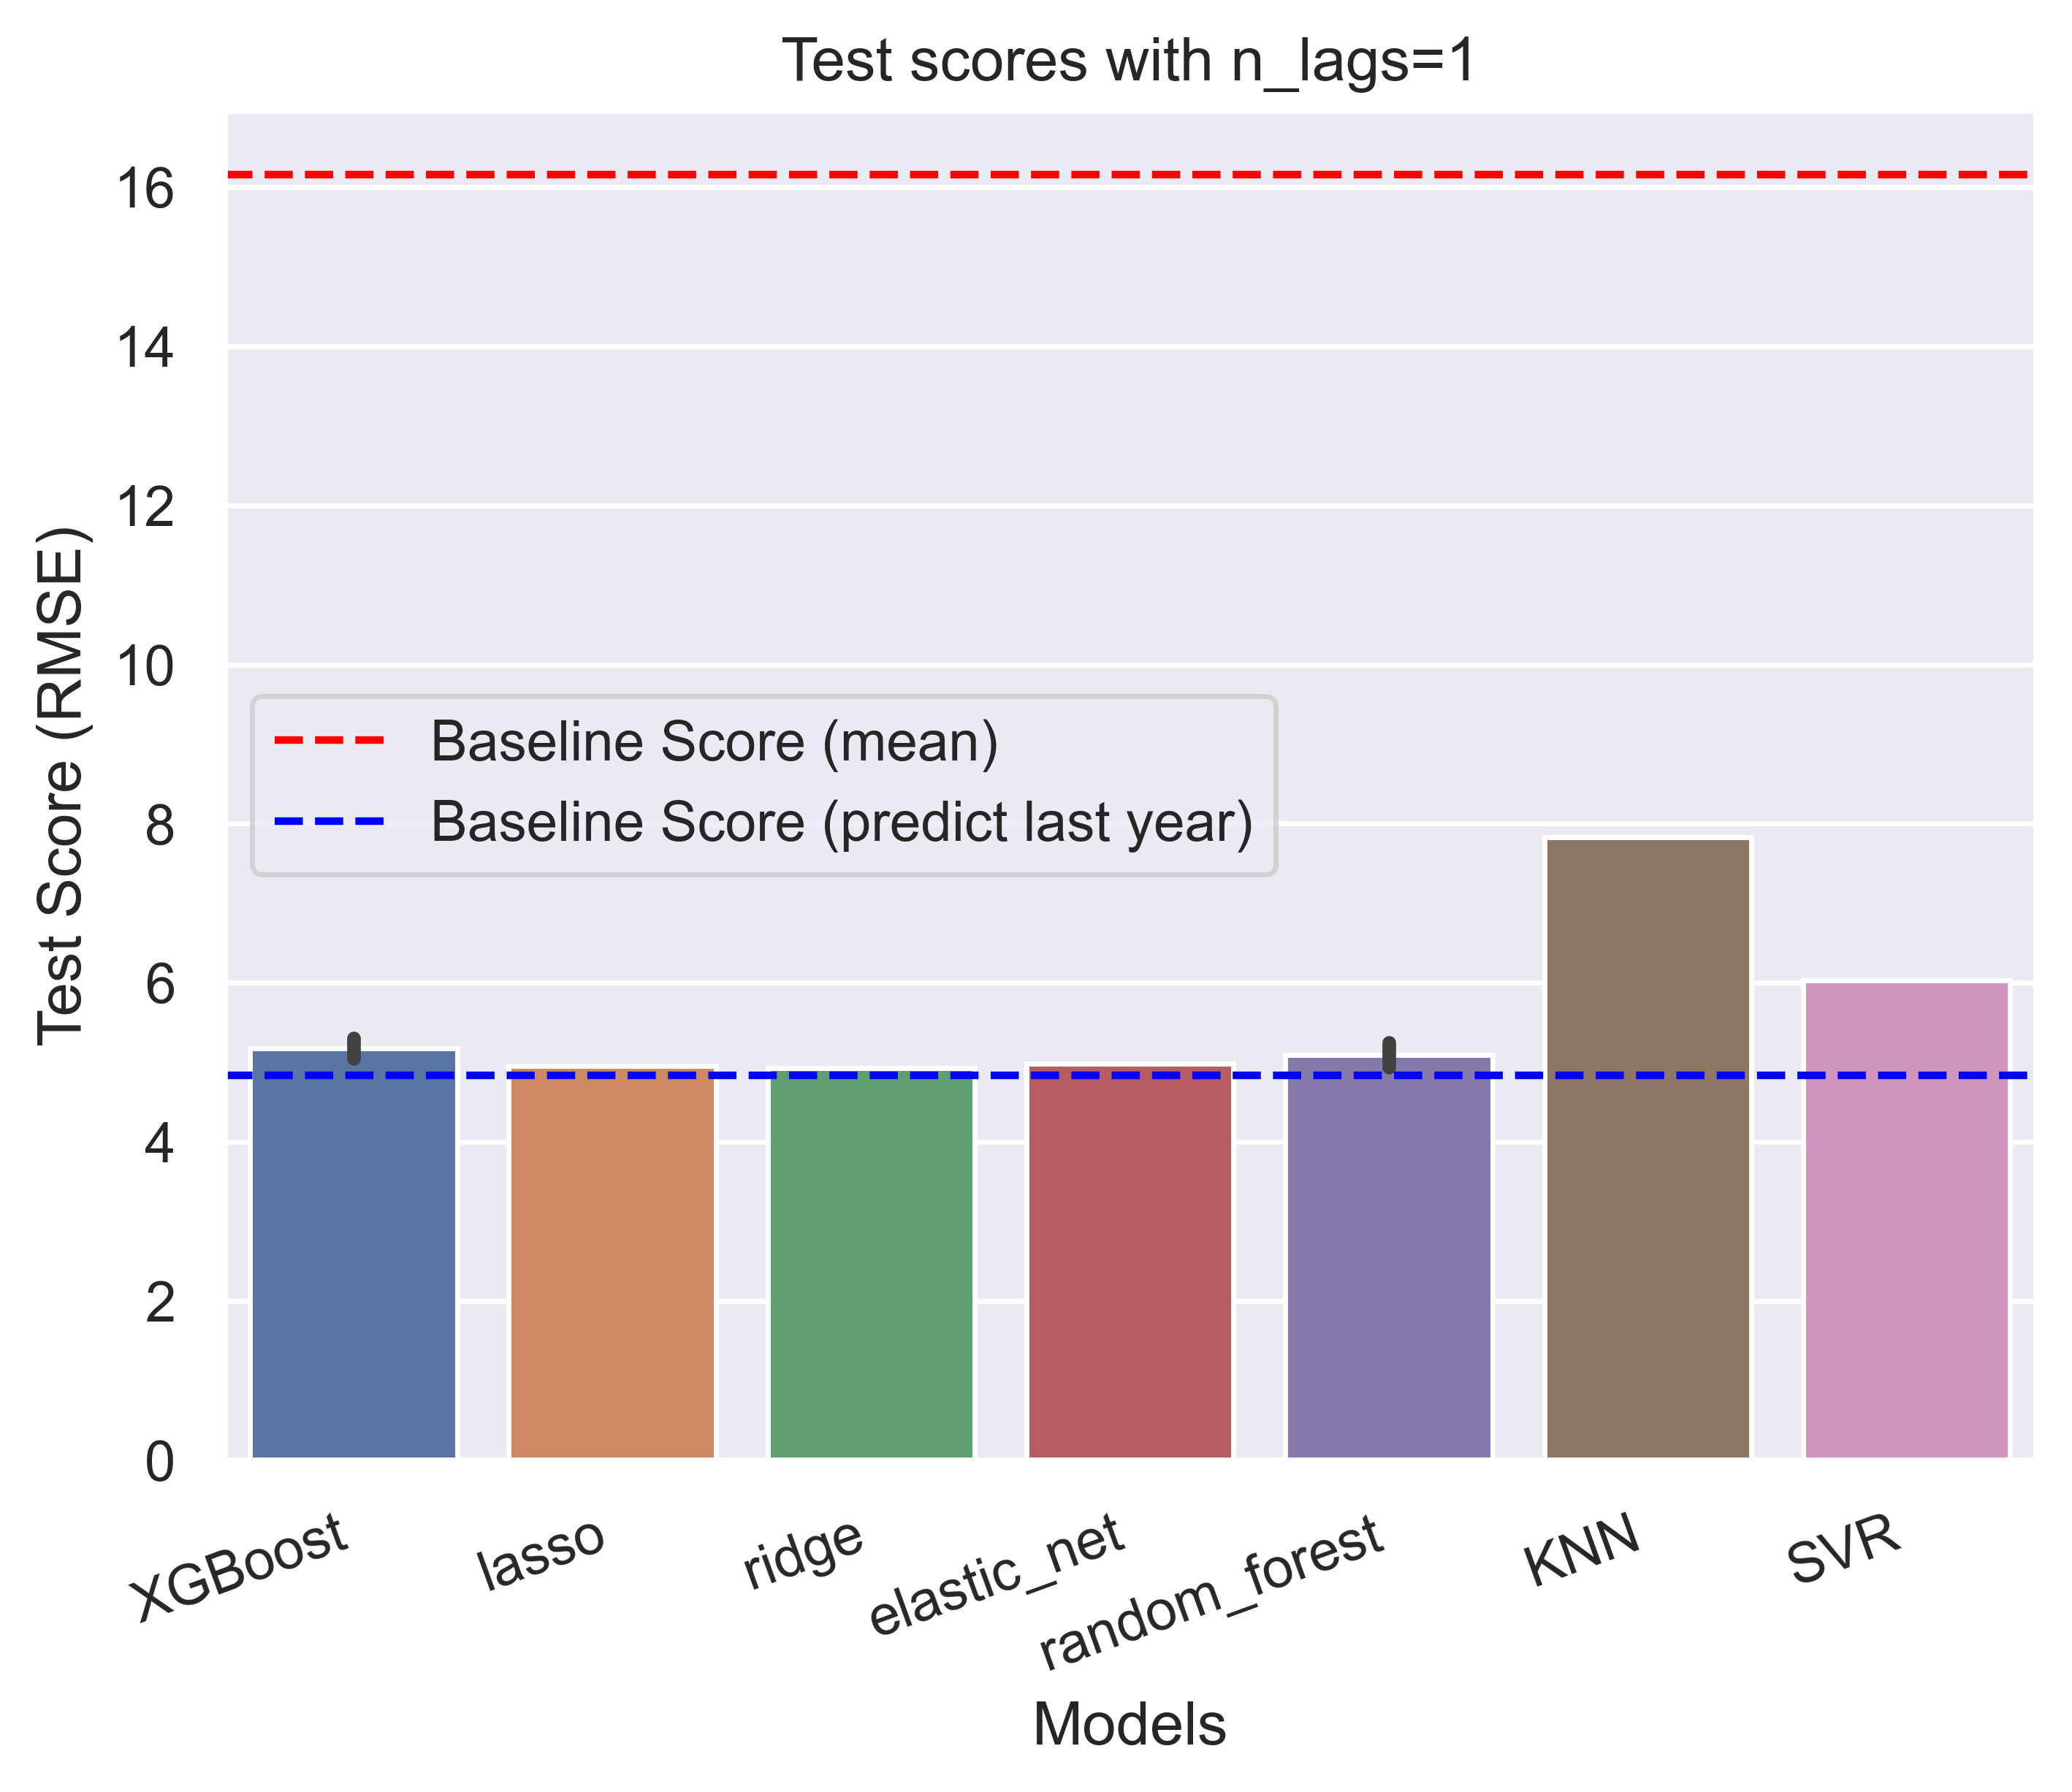 Test scores with n_lags=1
Test Score (RMSE)
16
14
12
10
8
6
4
2
0
Baseline Score (mean)
Baseline Score (predict last year)
XGBoost
lasso
ridge
elastic_net
random_forest
KNN
SVR
Models